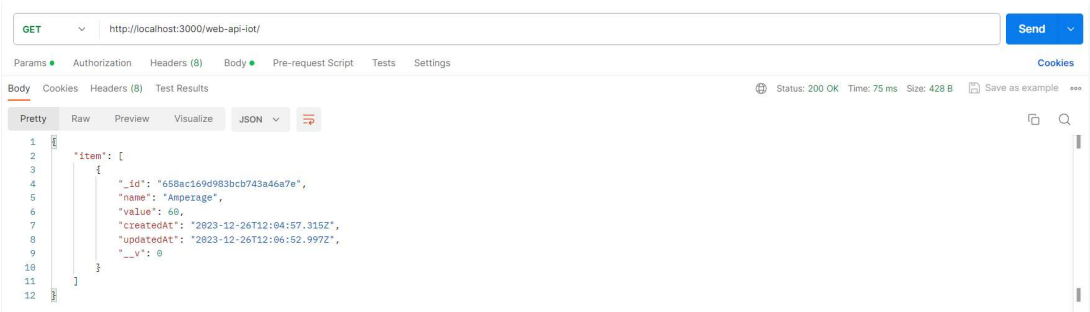 GET http://localhost:3000/web-api-iot/ Send
Params Authorization Headers (8) Body Pre-request Script Tests Settings Cookies
Body Cookies Headers (8) Test Results Status: 200 OK Time: 75 ms Size: 428 B Save as example
Pretty Raw Preview Visualize JSON
1 {
2 "item": [
3 {
4 "_id": "658ac169d983bcb743a46a7e",
5 "name": "Amperage",
6 "value": 60,
7 "createdAt": "2023-12-26T12:04:57.315Z",
8 "updatedAt": "2023-12-26T12:06:52.997Z",
9 "__v": 0
10 }
11 ]
12 }